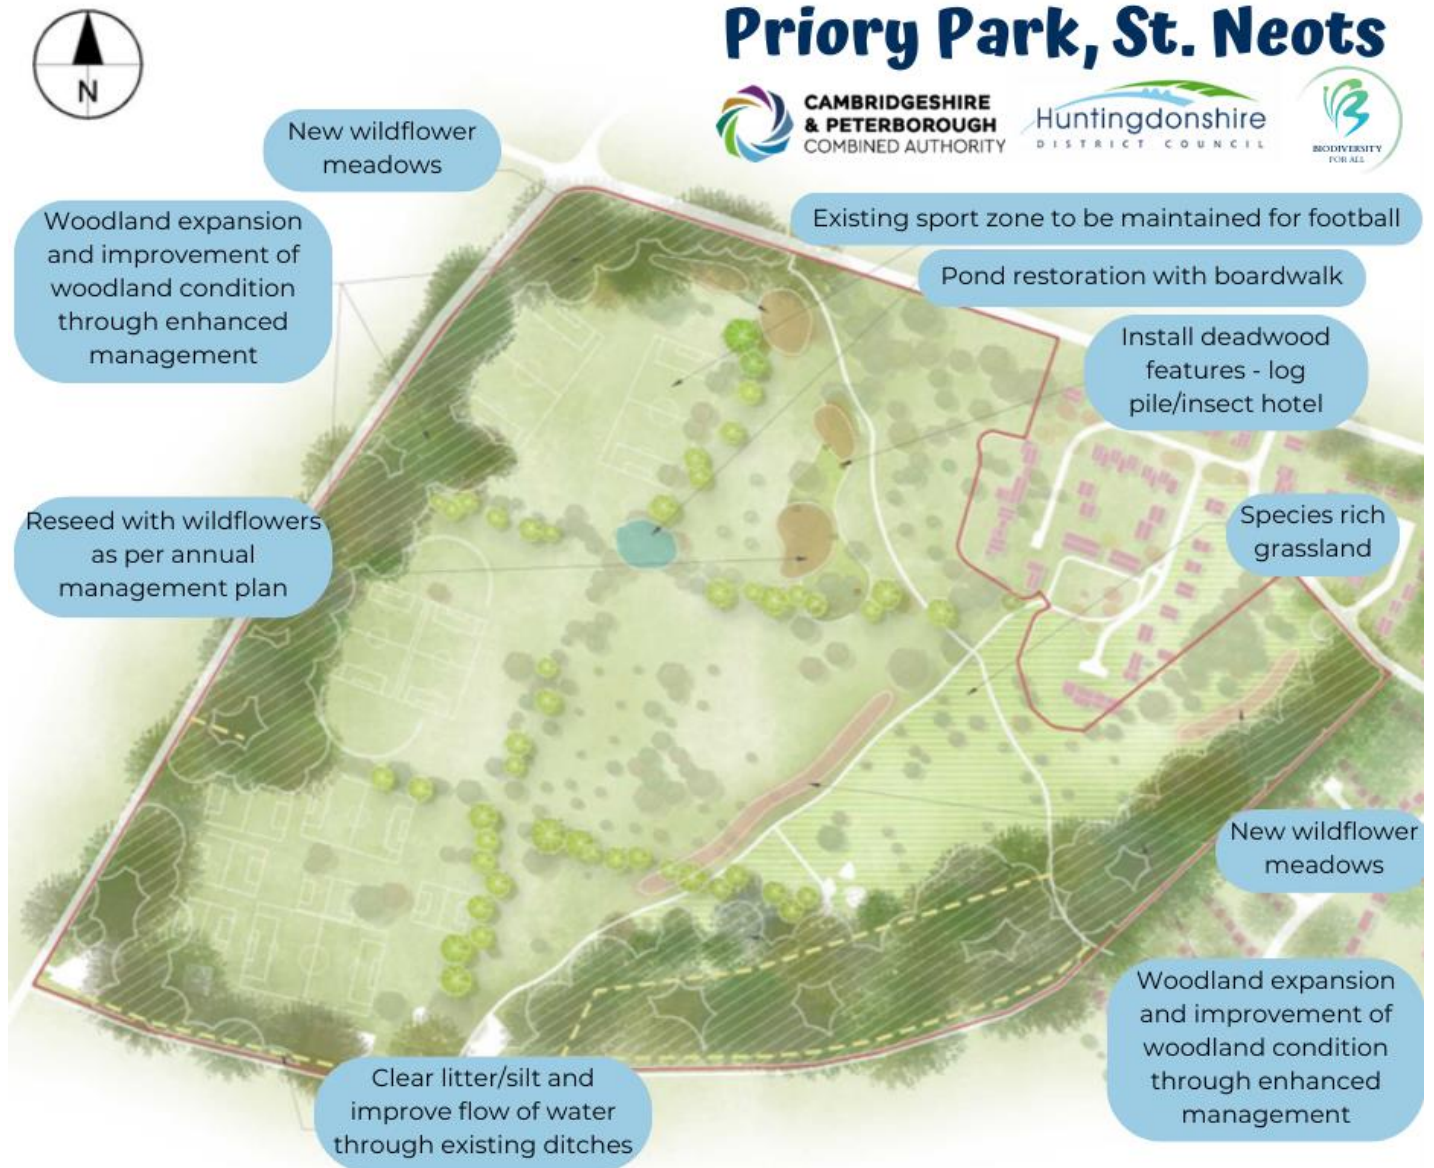 Priory Park, St. Neots
N
CAMBRIDGESHIRE
& PETERBOROUGH
COMBINED AUTHORITY
Huntingdonshire
DISTRICT COUNCIL
BIODIVERSITY
FOR ALL
New wildflower
meadows
Woodland expansion
and improvement of
woodland condition
through enhanced
management
Existing sport zone to be maintained for football
Pond restoration with boardwalk
Install deadwood
features - log
pile/insect hotel
Reseed with wildflowers
as per annual
management plan
Species rich
grassland
New wildflower
meadows
Woodland expansion
and improvement of
woodland condition
through enhanced
management
Clear litter/silt and
improve flow of water
through existing ditches